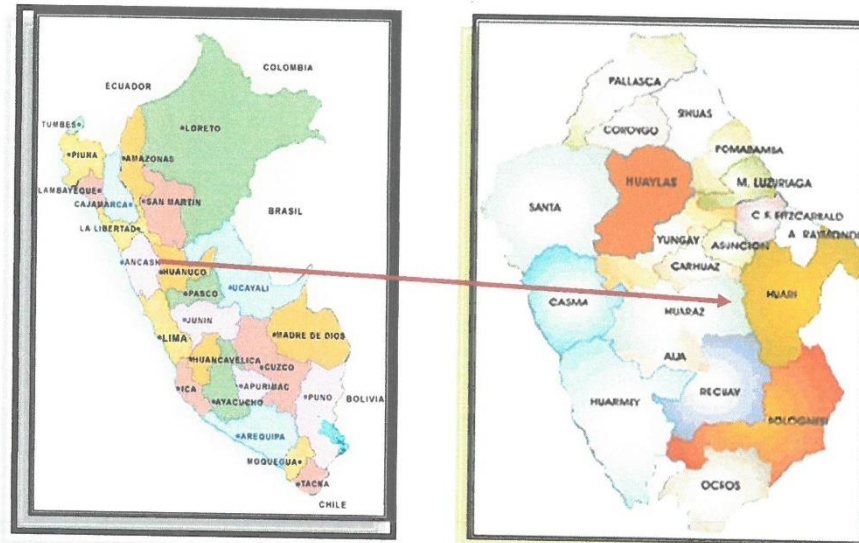 COLOMBIA
ECUADOR
TUMBES
LORETO
PIURA
AMAZONAS
LAMBAYEQUE
CAJAMARCA
SAN MARTIN
BRASIL
LA LIBERTAD
ANCASH
HUANUCO
PASCO
UCAYALI
JUNIN
LIMA
MADRE DE DIOS
HUANCAVÉLICA
CUZCO
ICA
APURIMAC
AYACUCHO
PUNO
BOLIVIA
AREQUIPA
MOQUEGUA
TACNA
CHILE
PALLASCA
SIHUAS
CORONGO
POMABAMBA
HUAYLAS
M. LUZURIAGA
SANTA
C. F. FITZCARRALD
A. RAYMONDI
YUNGAY
ASUNCION
CARHUAZ
HUARI
CASMA
HUARAZ
AIJA
RECUAY
HUARMEY
BOLOGNESI
OCROS